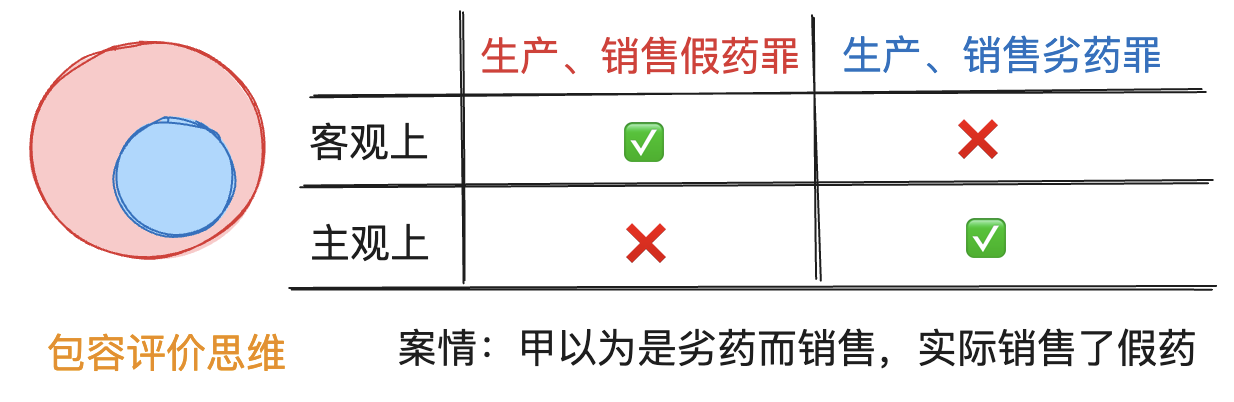 生产、销售假药罪 生产、销售劣药罪
客观上 ✅ ❌
主观上 ❌ ✅
包容评价思维 案情：甲以为是劣药而销售，实际销售了假药